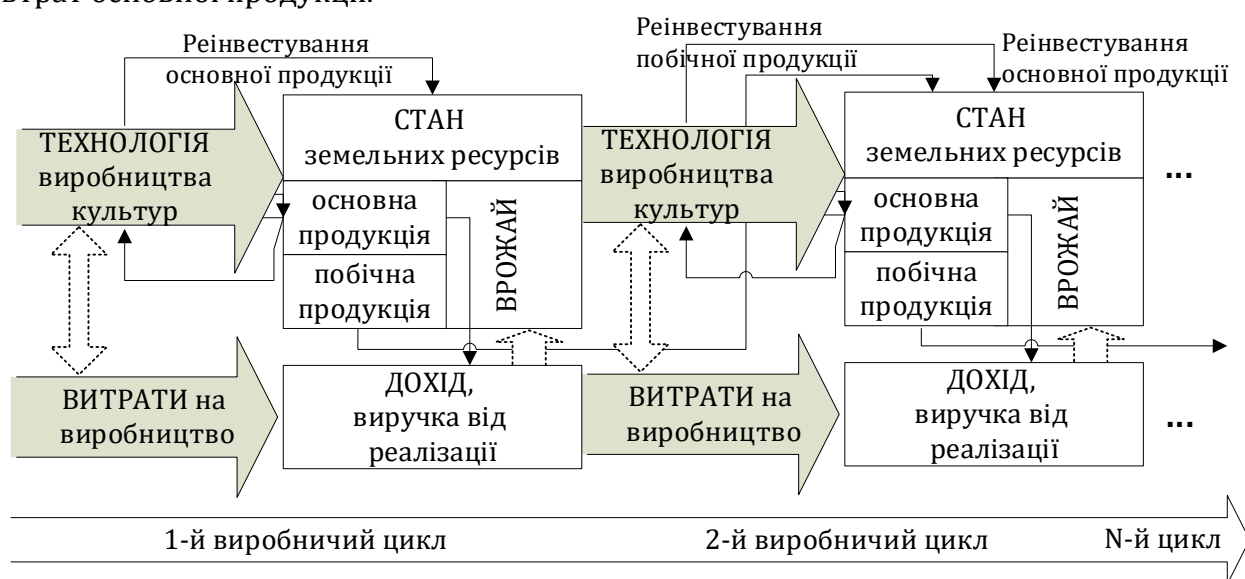 втрат основної продукції.
Реінвестування
основної продукції
Реінвестування
побічної продукції
Реінвестування
основної продукції
ТЕХНОЛОГІЯ
виробництва
культур
СТАН
земельних ресурсів
основна
продукція
побічна
продукція
ВРОЖАЙ
ТЕХНОЛОГІЯ
виробництва
культур
СТАН
земельних ресурсів
основна
продукція
побічна
продукція
ВРОЖАЙ
...
ВИТРАТИ на
виробництво
ДОХІД,
виручка від
реалізації
ВИТРАТИ на
виробництво
ДОХІД,
виручка від
реалізації
...
1-й виробничий цикл
2-й виробничий цикл
N-й цикл